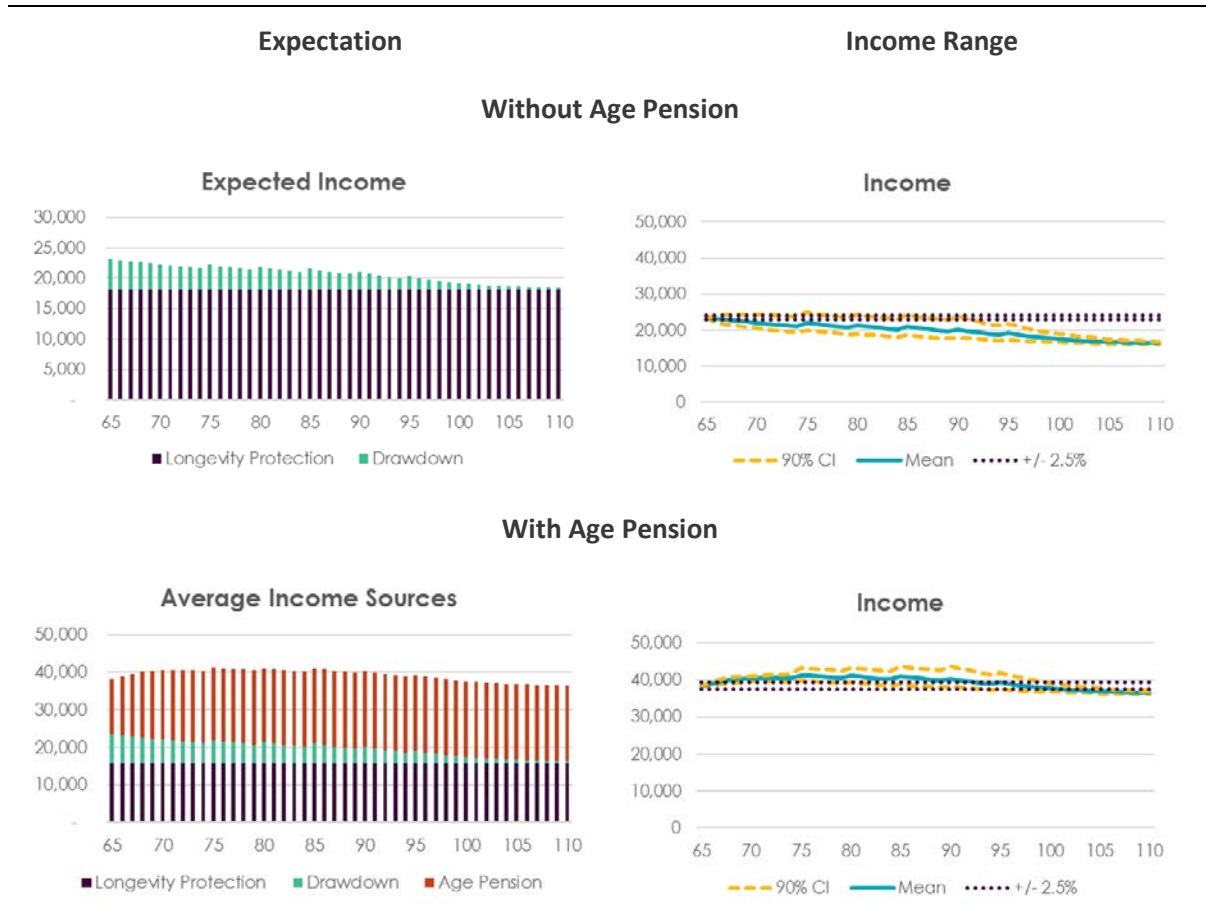 Expectation
Income Range
Without Age Pension
Expected Income
30,000
25,000
20,000
15,000
10,000
5,000
-
65 70 75 80 85 90 95 100 105 110
Longevity Protection Drawdown
Income
50,000
40,000
30,000
20,000
10,000
0
65 70 75 80 85 90 95 100 105 110
90% CI Mean +/- 2.5%
With Age Pension
Average Income Sources
50,000
40,000
30,000
20,000
10,000
-
65 70 75 80 85 90 95 100 105 110
Longevity Protection Drawdown Age Pension
Income
50,000
40,000
30,000
20,000
10,000
0
65 70 75 80 85 90 95 100 105 110
90% CI Mean +/- 2.5%